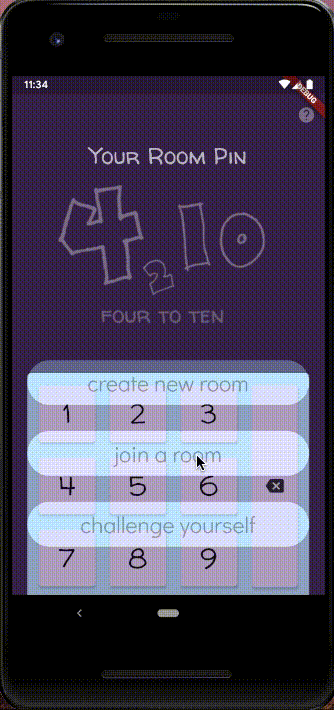 11:34
DEBUG
?
Your Room Pin
4 2 10
FOUR TO TEN
create new room
1 2 3
join a room
4 5 6
challenge yourself
7 8 9